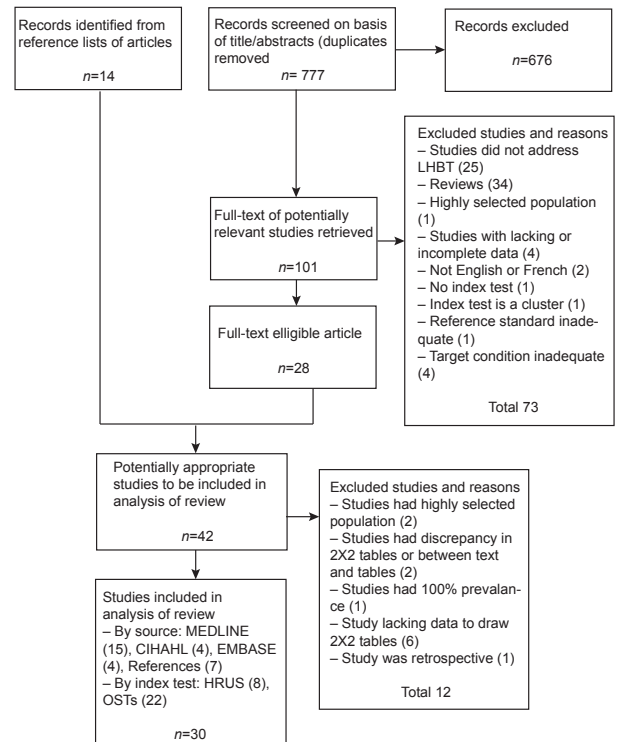 Records identified from
reference lists of articles
n=14
Records screened on basis
of title/abstracts (duplicates
removed
n= 777
Records excluded
n=676
Excluded studies and reasons
– Studies did not address
LHBT (25)
– Reviews (34)
– Highly selected population
(1)
– Studies with lacking or
incomplete data (4)
– Not English or French (2)
– No index test (1)
– Index test is a cluster (1)
– Reference standard inade-
quate (1)
– Target condition inadequate
(4)
Total 73
Full-text of potentially
relevant studies retrieved
n=101
Full-text elligible article
n=28
Potentially appropriate
studies to be included in
analysis of review
n=42
Excluded studies and reasons
– Studies had highly selected
population (2)
– Studies had discrepancy in
2X2 tables or between text
and tables (2)
– Studies had 100% prevalan-
ce (1)
– Study lacking data to draw
2X2 tables (6)
– Study was retrospective (1)
Total 12
Studies included in
analysis of review
– By source: MEDLINE
(15), CIHAHL (4), EMBASE
(4), References (7)
– By index test: HRUS (8),
OSTs (22)
n=30